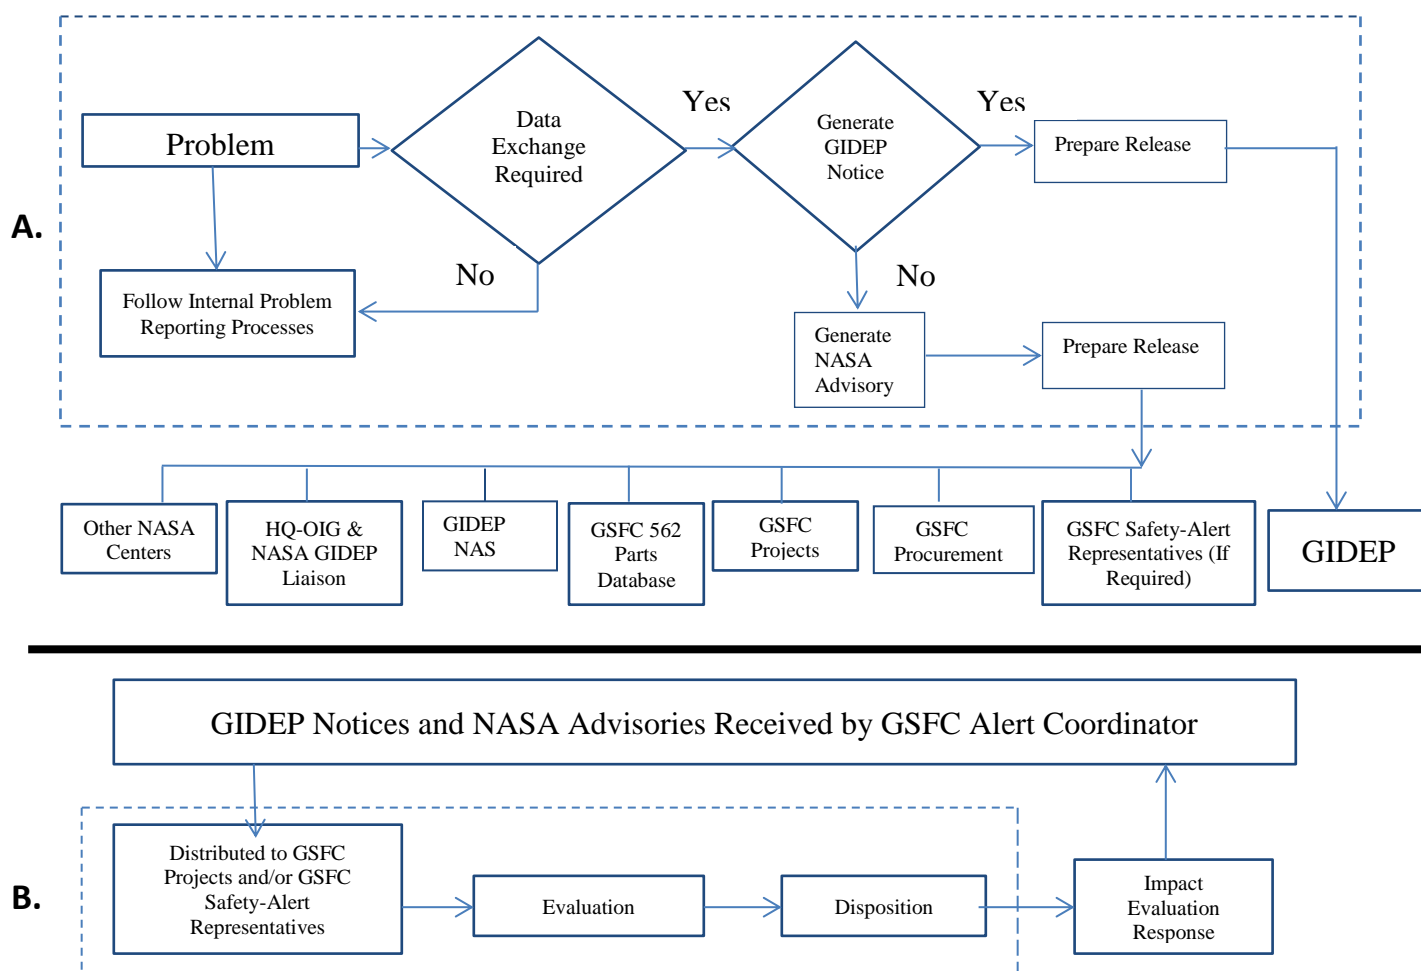 A.
Problem
Data
Exchange
Required
Yes
Generate
GIDEP
Notice
Yes
Prepare Release
No
Follow Internal Problem
Reporting Processes
No
Generate
NASA
Advisory
Prepare Release
Other NASA
Centers
HQ-OIG &
NASA GIDEP
Liaison
GIDEP
NAS
GSFC 562
Parts
Database
GSFC
Projects
GSFC
Procurement
GSFC Safety-Alert
Representatives (If
Required)
GIDEP
GIDEP Notices and NASA Advisories Received by GSFC Alert Coordinator
B.
Distributed to GSFC
Projects and/or GSFC
Safety-Alert
Representatives
Evaluation
Disposition
Impact
Evaluation
Response